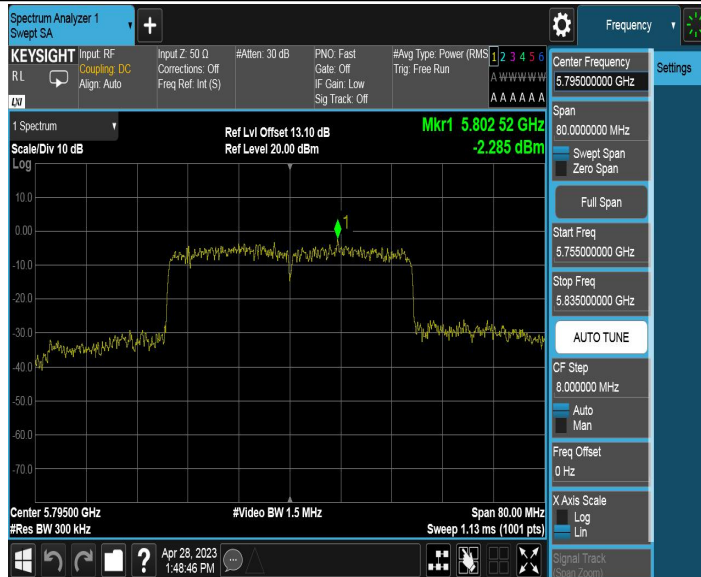 Spectrum Analyzer 1
Swept SA
Frequency
KEYSIGHT
RL
LXI
Input: RF
Coupling: DC
Align: Auto
Input Z: 50 Ω
Corrections: Off
Freq Ref: Int (S)
#Atten: 30 dB
PNO: Fast
Gate: Off
IF Gain: Low
Sig Track: Off
#Avg Type: Power (RMS
Trig: Free Run
1 2 3 4 5 6
A W W W W W
A A A A A A
1 Spectrum
Scale/Div 10 dB
Ref Lvl Offset 13.10 dB
Ref Level 20.00 dBm
Mkr1 5.802 52 GHz
-2.285 dBm
Log
10.0
0.00
-10.0
-20.0
-30.0
-40.0
-50.0
-60.0
-70.0
1
Center 5.79500 GHz
#Res BW 300 kHz
#Video BW 1.5 MHz
Span 80.00 MHz
Sweep 1.13 ms (1001 pts)
Apr 28, 2023
1:48:46 PM
Center Frequency
5.795000000 GHz
Settings
Span
80.0000000 MHz
Swept Span
Zero Span
Full Span
Start Freq
5.755000000 GHz
Stop Freq
5.835000000 GHz
AUTO TUNE
CF Step
8.000000 MHz
Auto
Man
Freq Offset
0 Hz
X Axis Scale
Log
Lin
Signal Track
(Span Zoom)